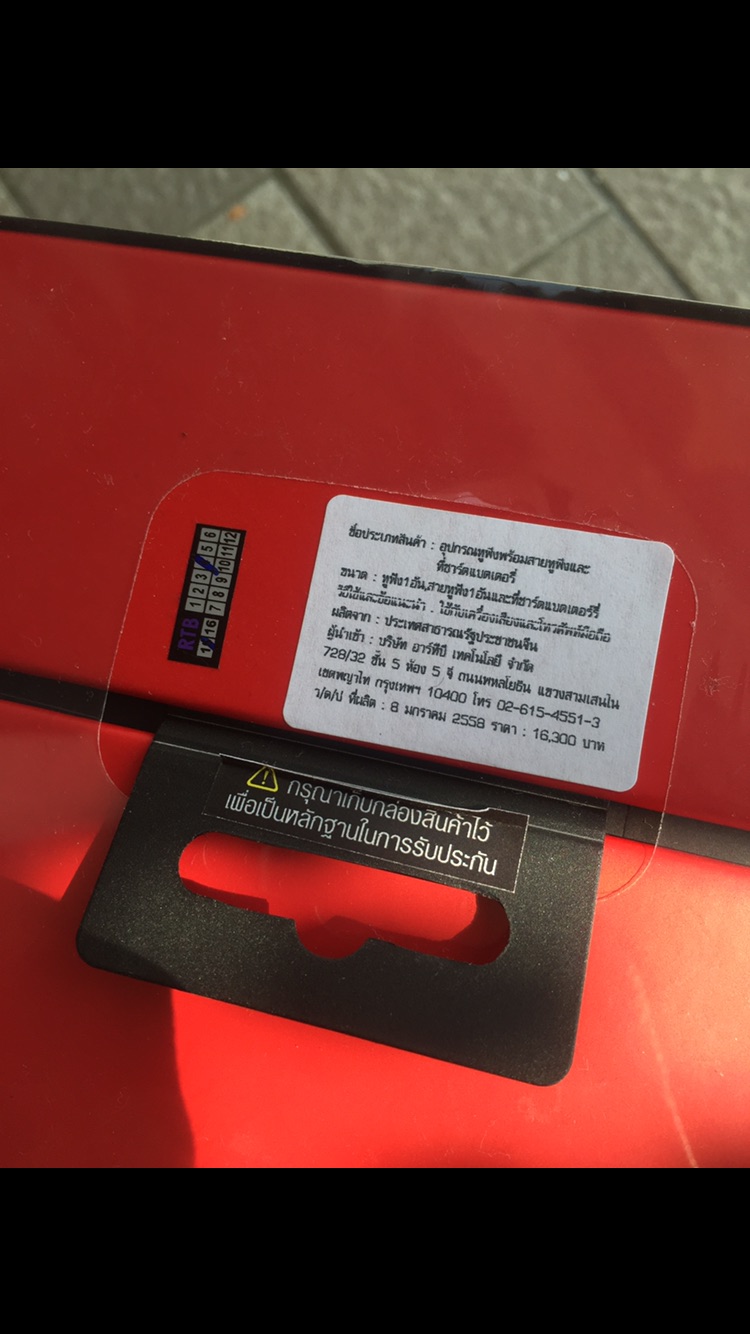 RTB 1 2 3 5 6
16 7 8 9 10 11 12
ชื่อประเภทสินค้า : อุปกรณหูฟังพร้อมสายหูฟังและ
ที่ชาร์ดแบตเตอรี่
ขนาด : หูฟัง1อัน,สายหูฟัง1อันและที่ชาร์ดแบตเตอร์รี่
วิธีใช้และข้อแนะนำ : ใช้กับเครื่องเสียงและโทรศัพท์มือถือ
ผลิตจาก : ประเทศสาธารณรัฐประชาชนจีน
ผู้นำเข้า : บริษัท อาร์ทีบี เทคโนโลยี จำกัด
728/32 ชั้น 5 ห้อง 5 จี ถนนพหลโยธิน แขวงสามเสนใน
เขตพญาไท กรุงเทพฯ 10400 โทร 02-615-4551-3
ว/ด/ป ที่ผลิต : 8 มกราคม 2558 ราคา : 16,300 บาท
กรุณาเก็บกล่องสินค้าไว้
เพื่อเป็นหลักฐานในการรับประกัน